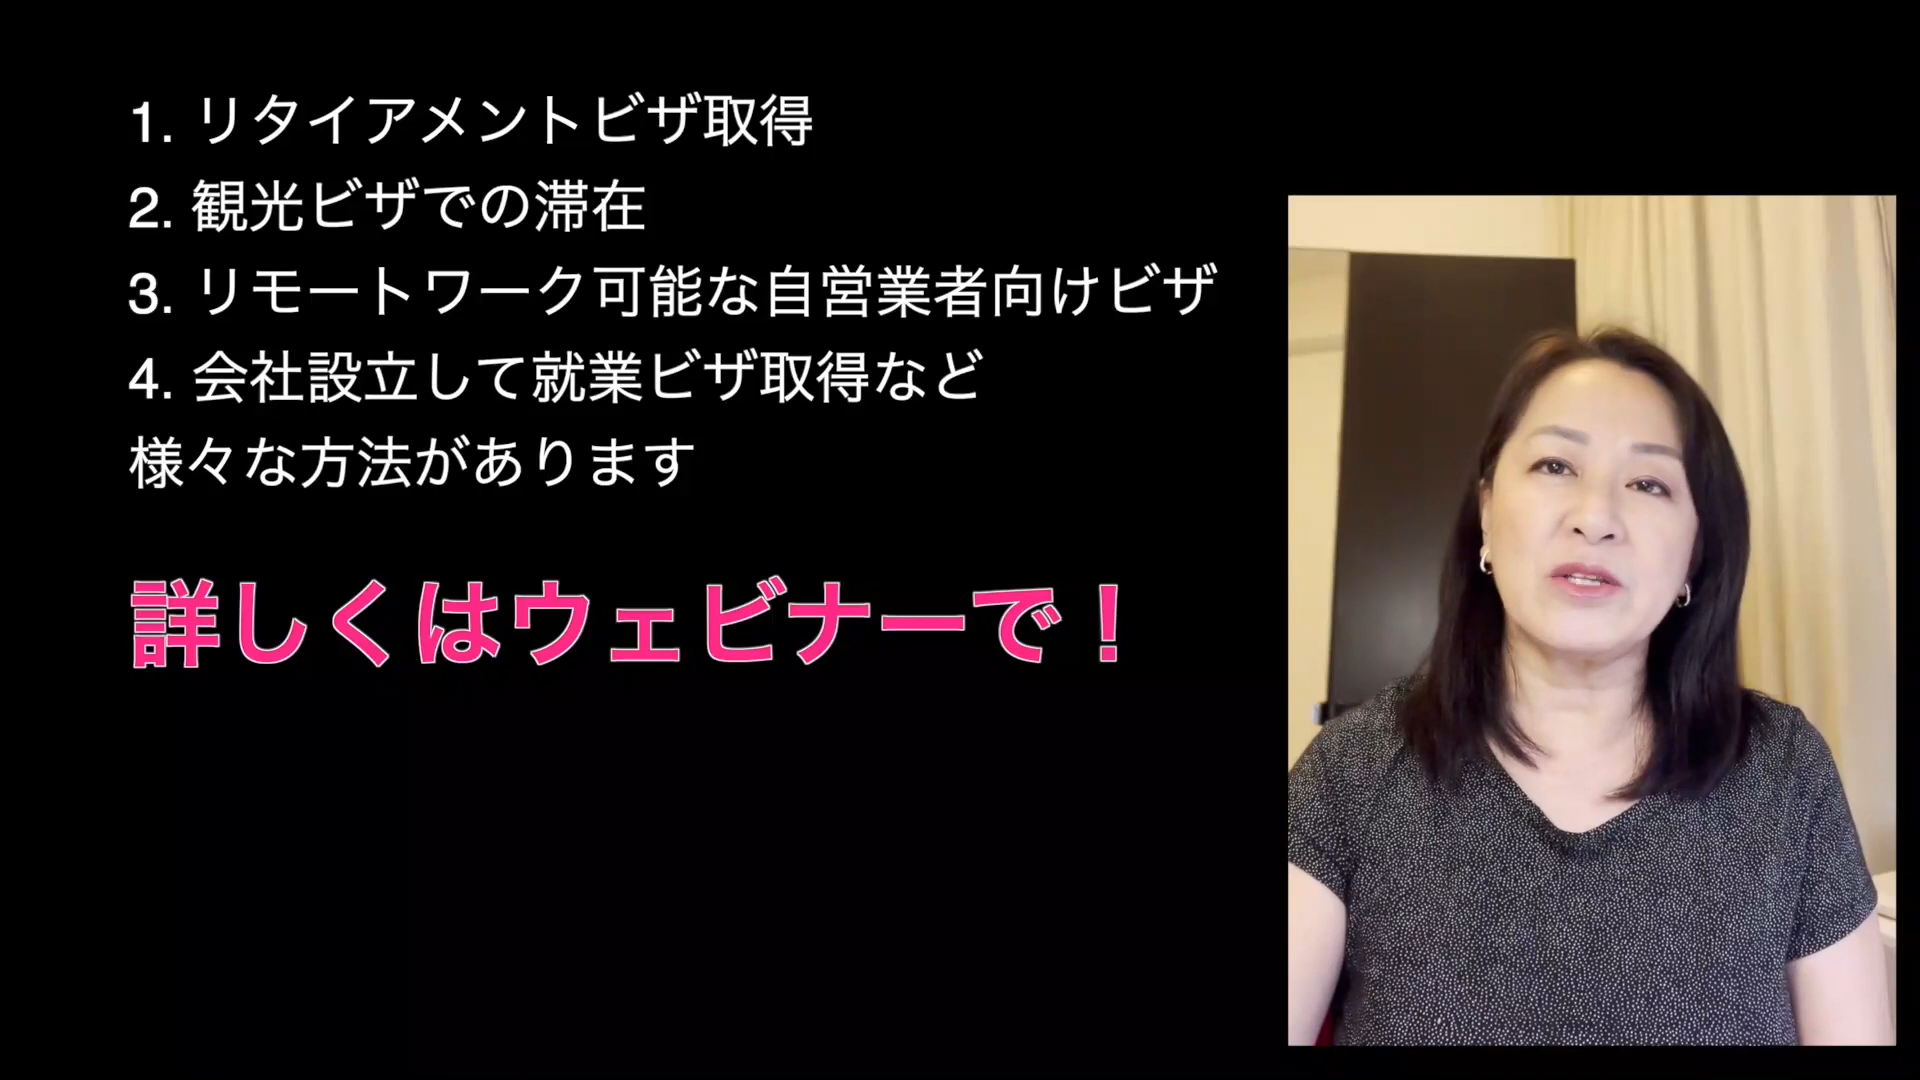 1. リタイアメントビザ取得
2. 観光ビザでの滞在
3. リモートワーク可能な自営業者向けビザ
4. 会社設立して就業ビザ取得など
様々な方法があります
詳しくはウェビナーで！